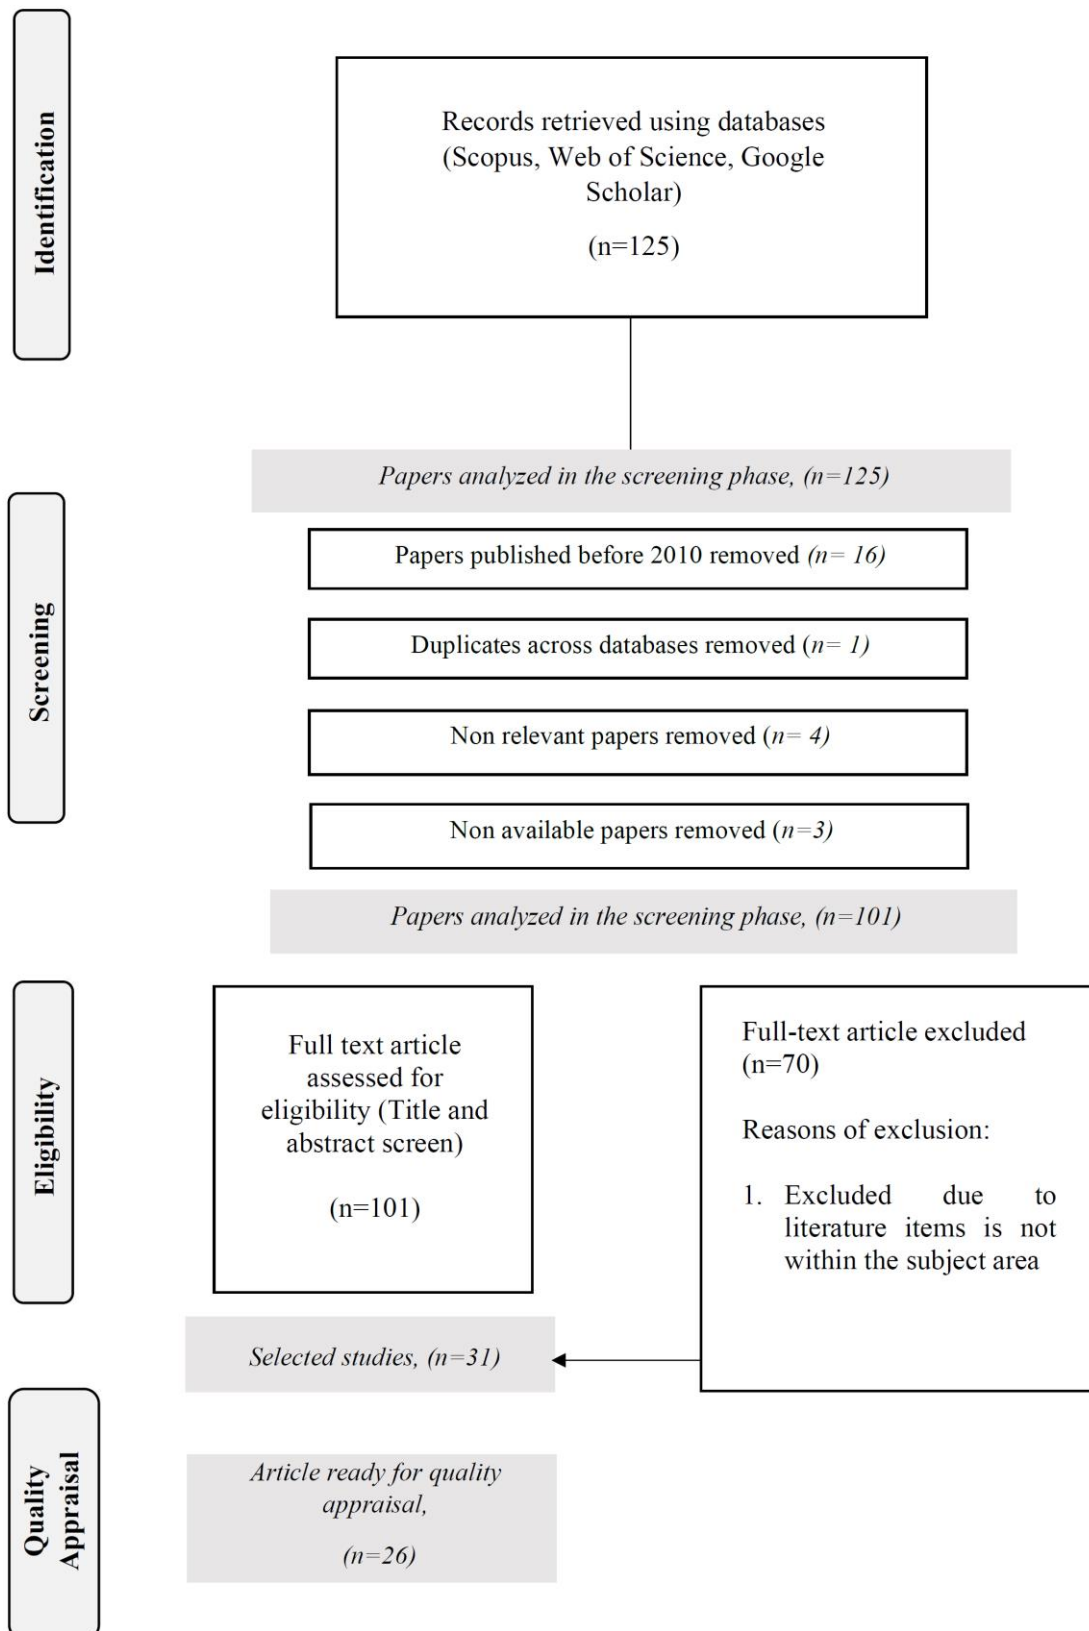 Identification
Records retrieved using databases
(Scopus, Web of Science, Google
Scholar)
(n=125)
Screening
Papers analyzed in the screening phase, (n=125)
Papers published before 2010 removed (n= 16)
Duplicates across databases removed (n= 1)
Non relevant papers removed (n= 4)
Non available papers removed (n=3)
Papers analyzed in the screening phase, (n=101)
Eligibility
Full text article
assessed for
eligibility (Title and
abstract screen)
(n=101)
Full-text article excluded
(n=70)
Reasons of exclusion:
1. Excluded due to
literature items is not
within the subject area
Selected studies, (n=31)
Quality
Appraisal
Article ready for quality
appraisal,
(n=26)